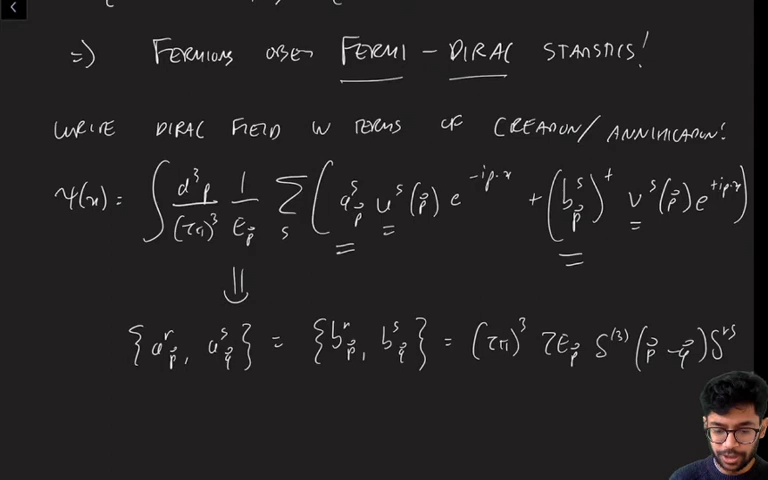 => FERMIONS OBEY FERMI - DIRAC STATISTICS!
WRITE DIRAC FIELD IN TERMS OF CREATION/ANNIHILATION!
ψ(x) = ∫ d³p/(2π)³ 1/E_p⃗ Σ_s ( a^s_p⃗ u^s(p⃗) e^{-ip·x} + (b^s_p⃗)^† v^s(p⃗) e^{+ip·x} )
⇓
{a^r_p⃗, a^s_q⃗} = {b^r_p⃗, b^s_q⃗} = (2π)³ 2E_p⃗ δ^{(3)}(p⃗ - q⃗) δ^{rs}